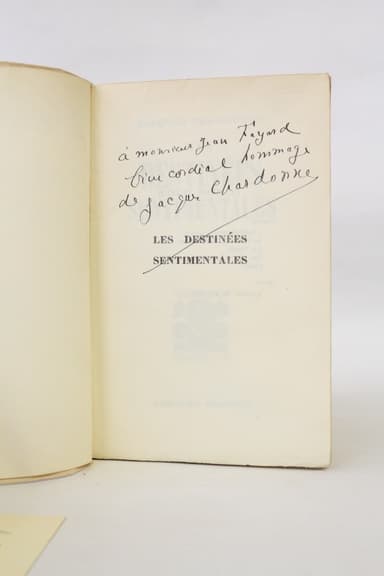 à monsieur Jean Fayard
bien cordial hommage
de Jacques Chardonne
LES DESTINÉES
SENTIMENTALES